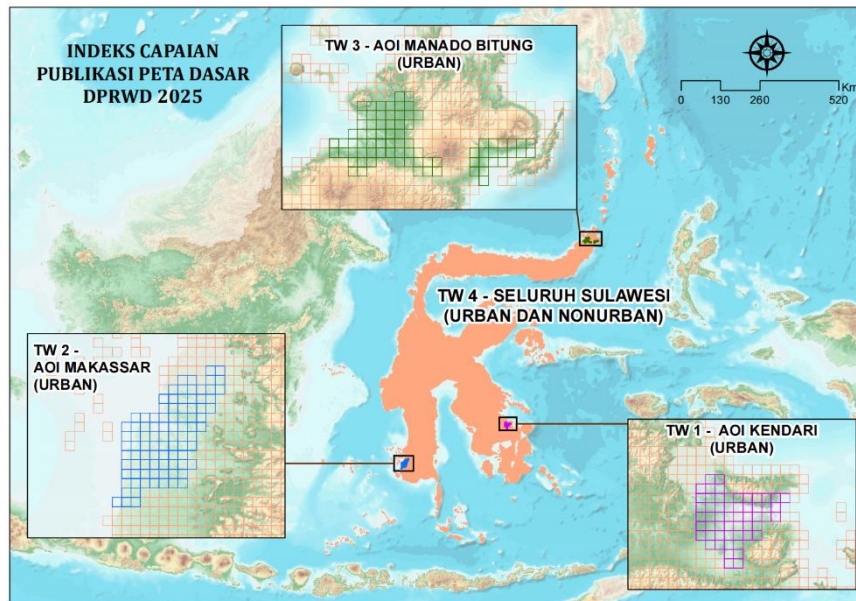 INDEKS CAPAIAN
PUBLIKASI PETA DASAR
DPRWD 2025
TW 3 - AOI MANADO BITUNG
(URBAN)
Km
0 130 260 520
TW 4 - SELURUH SULAWESI
(URBAN DAN NONURBAN)
TW 2 -
AOI MAKASSAR
(URBAN)
TW 1 - AOI KENDARI
(URBAN)